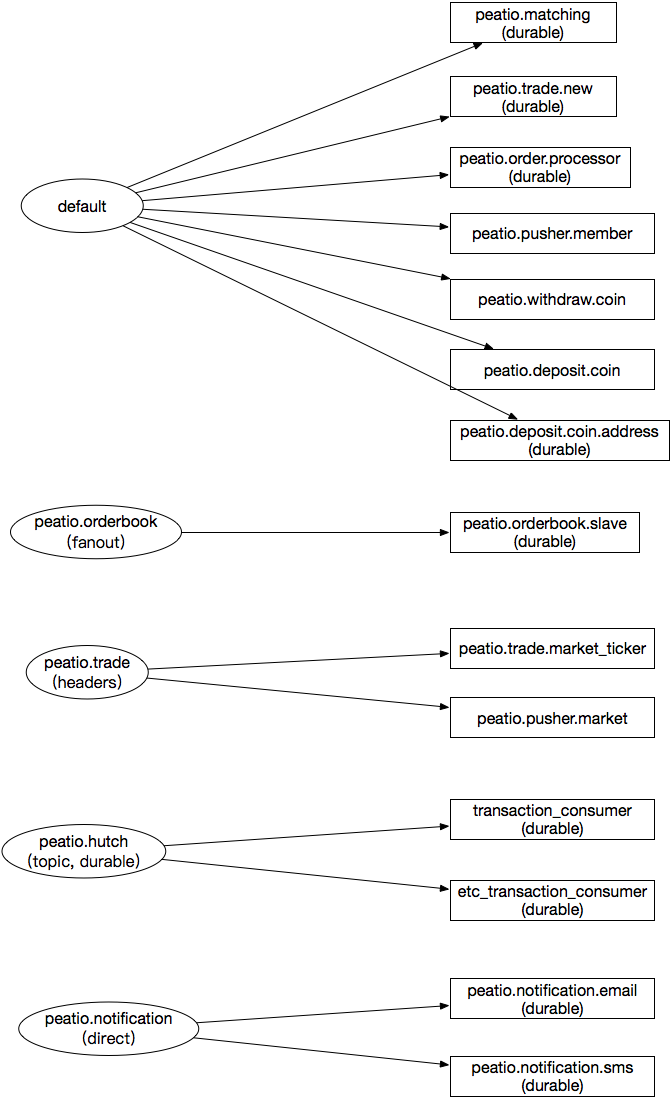 peatio.matching
(durable)
peatio.trade.new
(durable)
peatio.order.processor
(durable)
default
peatio.pusher.member
peatio.withdraw.coin
peatio.deposit.coin
peatio.deposit.coin.address
(durable)
peatio.orderbook
(fanout)
peatio.orderbook.slave
(durable)
peatio.trade
(headers)
peatio.trade.market_ticker
peatio.pusher.market
peatio.hutch
(topic, durable)
transaction_consumer
(durable)
etc_transaction_consumer
(durable)
peatio.notification
(direct)
peatio.notification.email
(durable)
peatio.notification.sms
(durable)